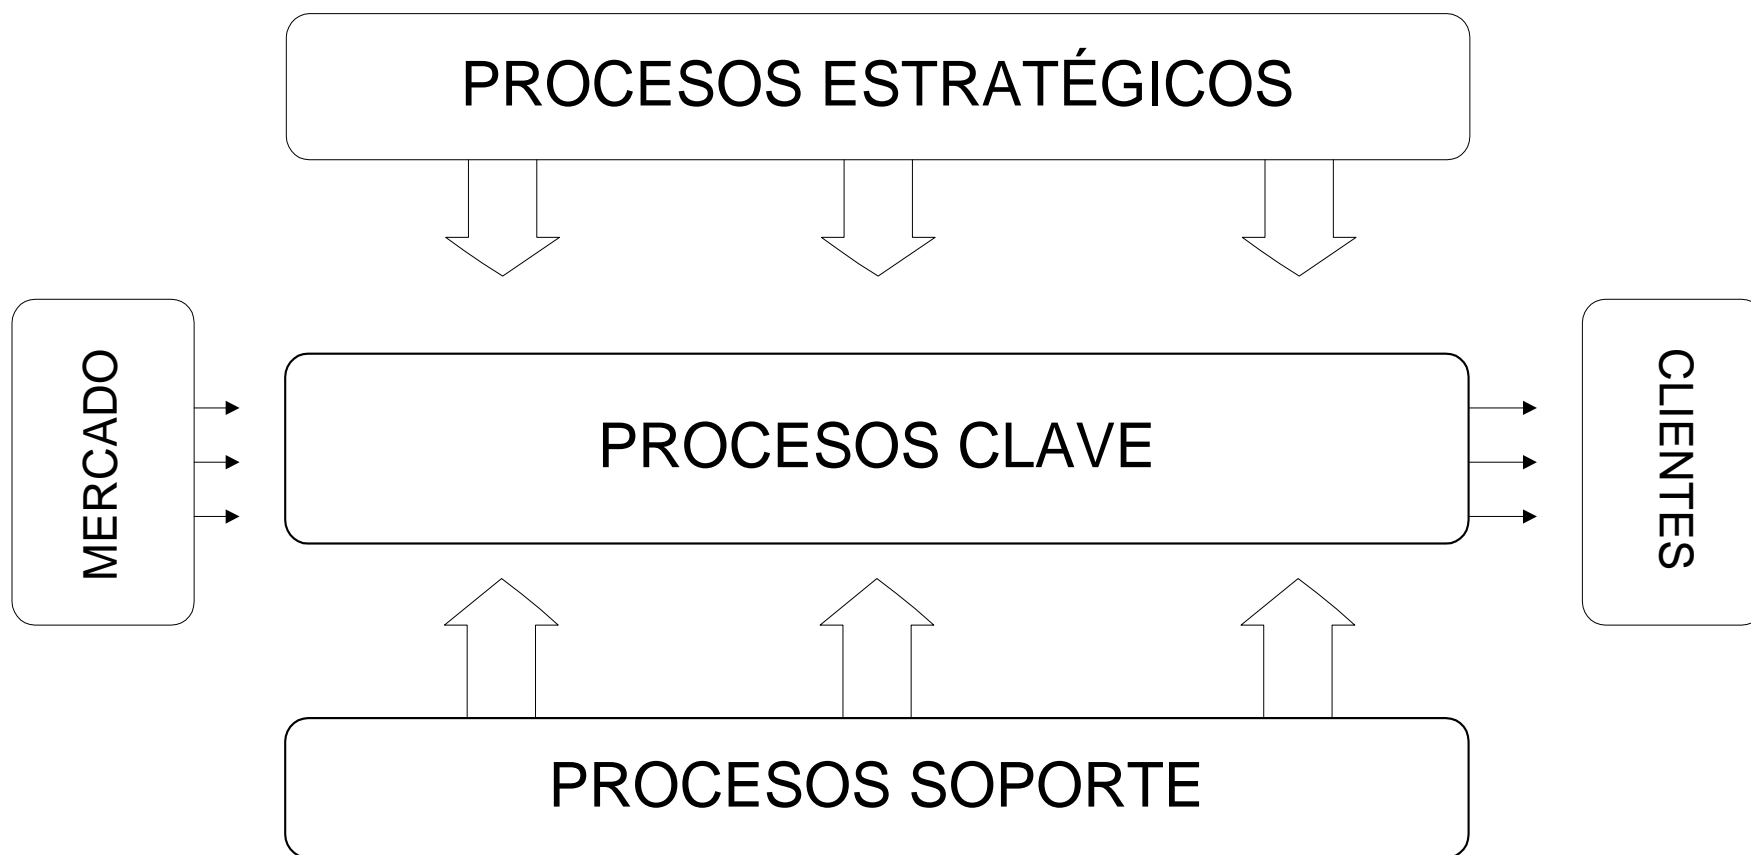 PROCESOS ESTRATÉGICOS
MERCADO
PROCESOS CLAVE
CLIENTES
PROCESOS SOPORTE